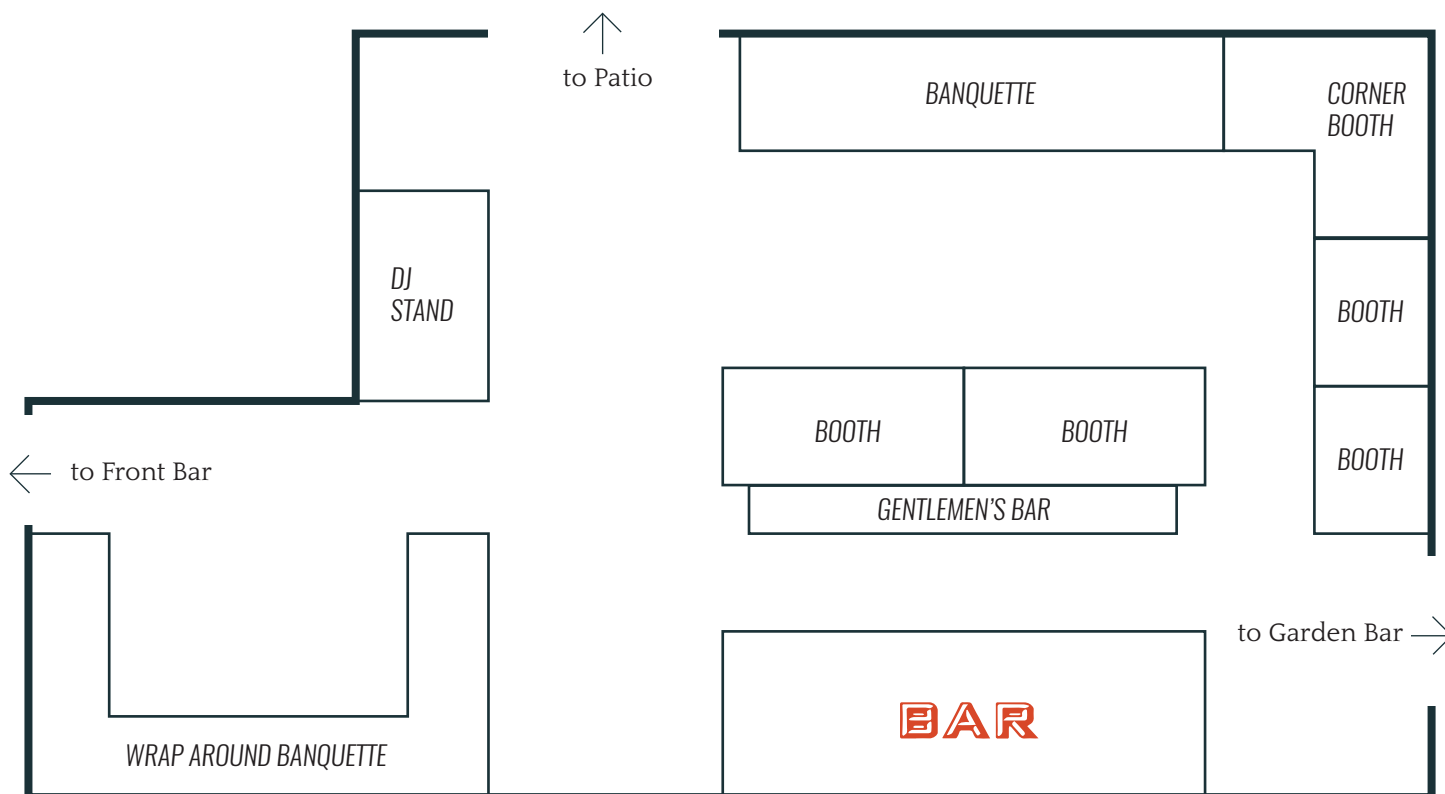 to Patio
BANQUETTE
CORNER
BOOTH
DJ
STAND
BOOTH
BOOTH
BOOTH
BOOTH
to Front Bar
GENTLEMEN’S BAR
to Garden Bar
BAR
WRAP AROUND BANQUETTE